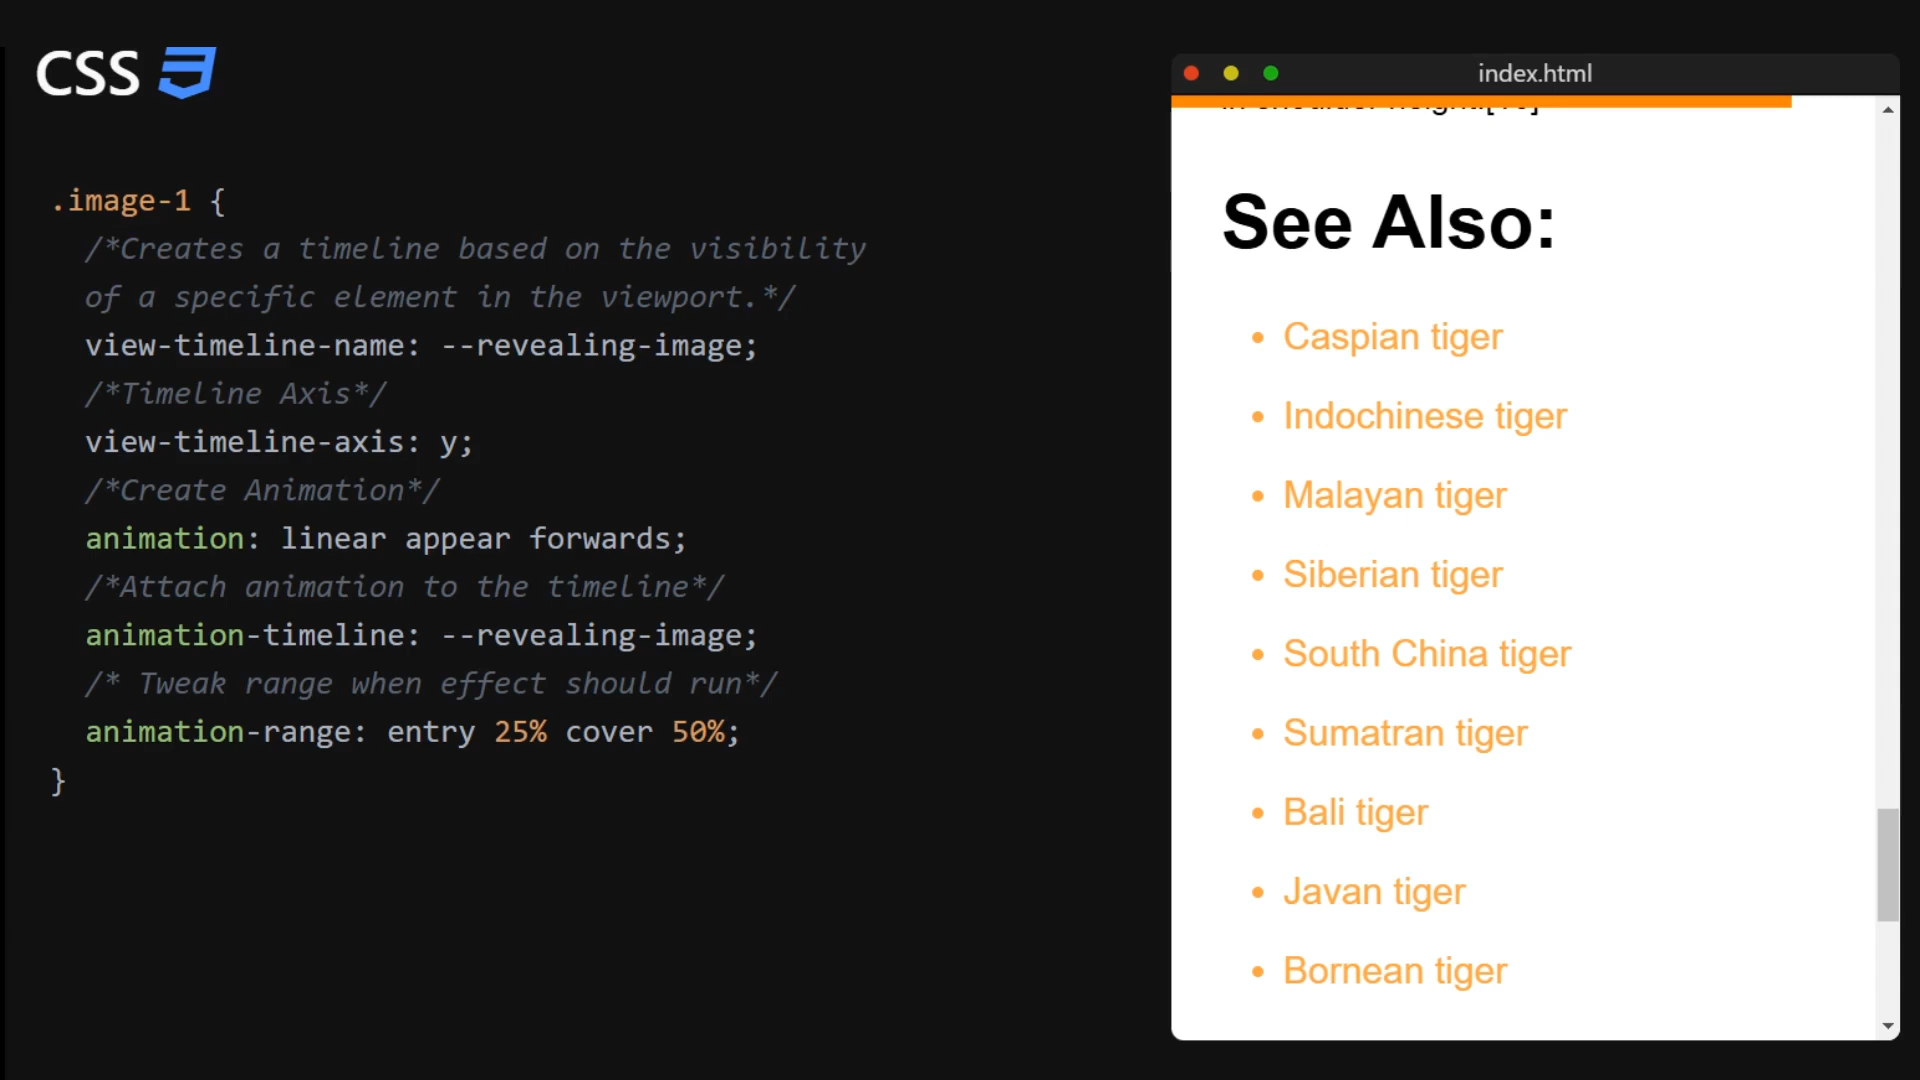 CSS
.image-1 {
/*Creates a timeline based on the visibility
of a specific element in the viewport.*/
view-timeline-name: --revealing-image;
/*Timeline Axis*/
view-timeline-axis: y;
/*Create Animation*/
animation: linear appear forwards;
/*Attach animation to the timeline*/
animation-timeline: --revealing-image;
/* Tweak range when effect should run*/
animation-range: entry 25% cover 50%;
}
index.html
See Also:
• Caspian tiger
• Indochinese tiger
• Malayan tiger
• Siberian tiger
• South China tiger
• Sumatran tiger
• Bali tiger
• Javan tiger
• Bornean tiger